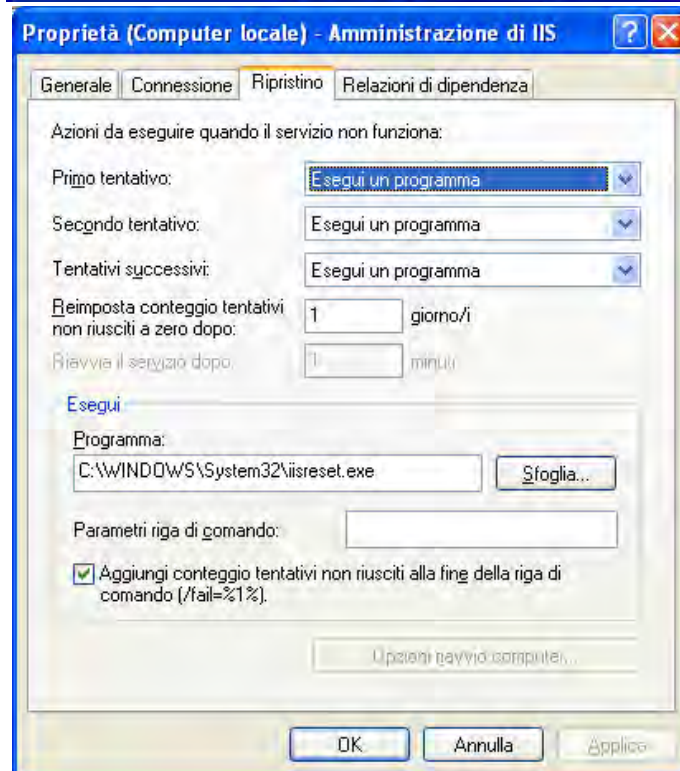 Proprietà (Computer locale) - Amministrazione di IIS
Generale Connessione Ripristino Relazioni di dipendenza
Azioni da eseguire quando il servizio non funziona:
Primo tentativo: Esegui un programma
Secondo tentativo: Esegui un programma
Tentativi successivi: Esegui un programma
Reimposta conteggio tentativi
non riusciti a zero dopo: 1 giorno/i
Riavvia il servizio dopo: 1 minuti
Esegui
Programma:
C:\WINDOWS\System32\iisreset.exe Sfoglia...
Parametri riga di comando:
Aggiungi conteggio tentativi non riusciti alla fine della riga di
comando (/fail=%1%).
Opzioni riavvio computer...
OK Annulla Applica